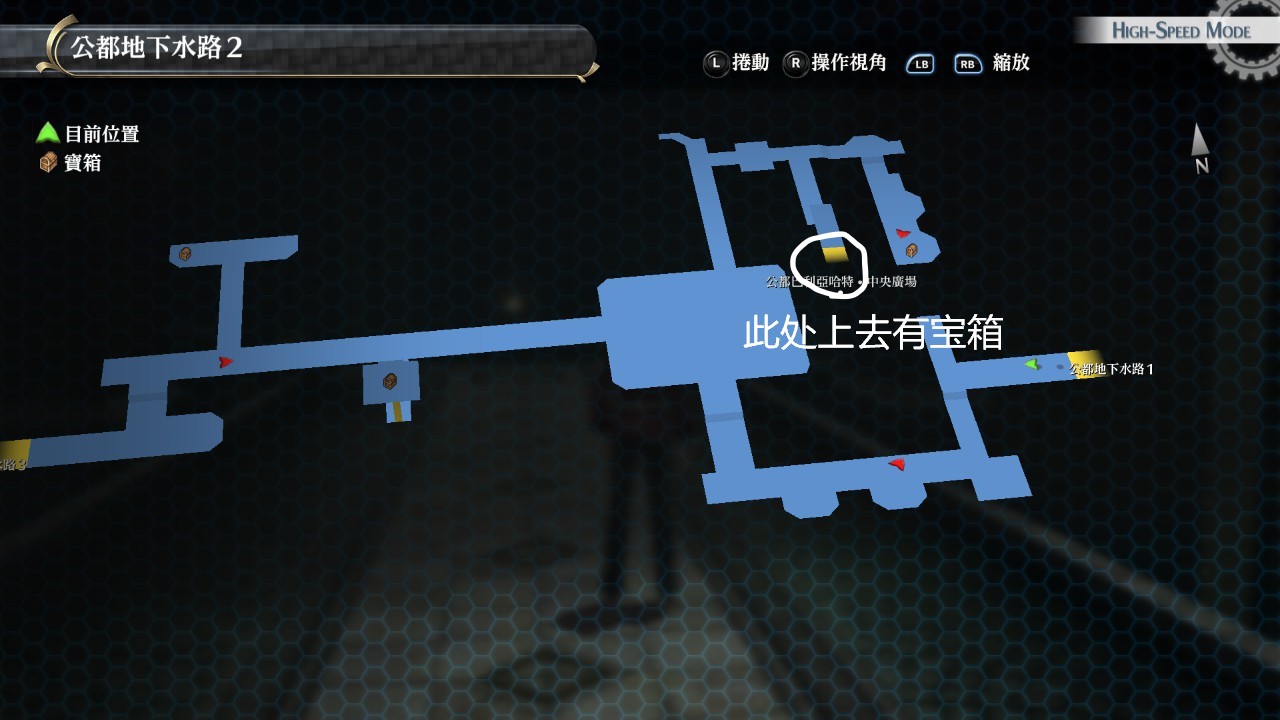 公都地下水路2
HIGH-SPEED MODE
L 捲動 R 操作視角 LB RB 縮放
目前位置
寶箱
N
公都巴利亞哈特・中央廣場
此处上去有宝箱
公都地下水路1
路3